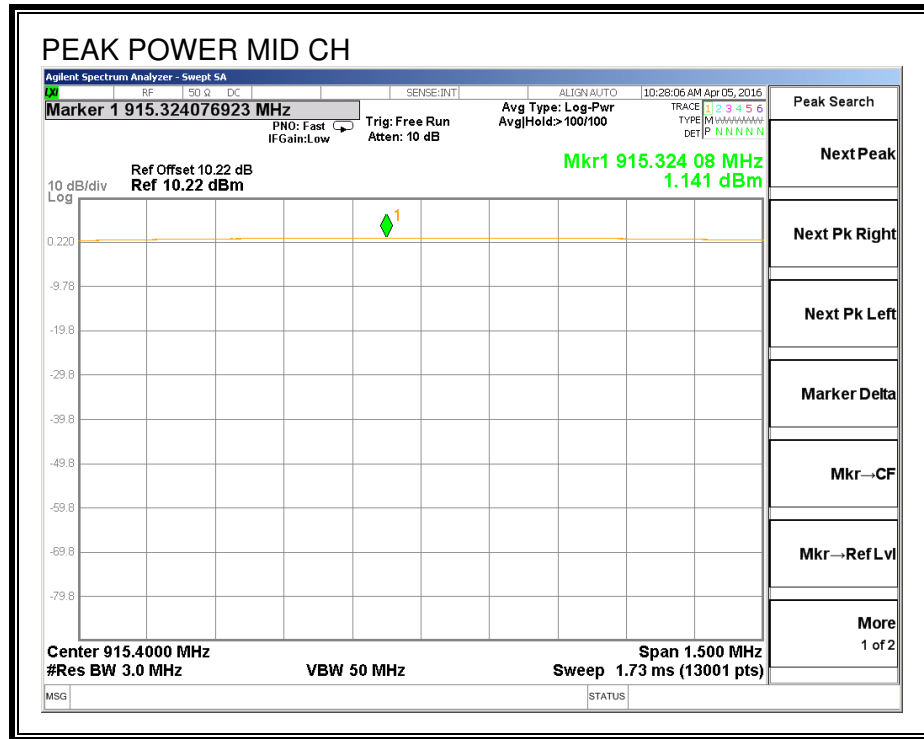 PEAK POWER MID CH
Agilent Spectrum Analyzer - Swept SA
LXI RF 50 Ω DC SENSE:INT ALIGN AUTO 10:28:06 AM Apr 05, 2016
Marker 1 915.324076923 MHz
PNO: Fast
IFGain:Low
Trig: Free Run
Atten: 10 dB
Avg Type: Log-Pwr
Avg|Hold:>100/100
TRACE 1 2 3 4 5 6
TYPE M WWWWW
DET P N N N N N
Mkr1 915.324 08 MHz
1.141 dBm
Ref Offset 10.22 dB
10 dB/div Ref 10.22 dBm
Log
1
0.220
-9.78
-19.8
-29.8
-39.8
-49.8
-59.8
-69.8
-79.8
Center 915.4000 MHz Span 1.500 MHz
#Res BW 3.0 MHz VBW 50 MHz Sweep 1.73 ms (13001 pts)
MSG STATUS
Peak Search
Next Peak
Next Pk Right
Next Pk Left
Marker Delta
Mkr→CF
Mkr→Ref Lvl
More
1 of 2